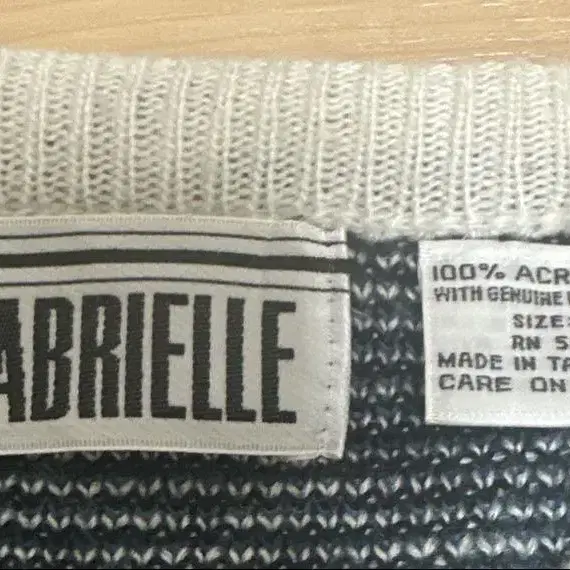 ABRIELLE
100% ACR
WITH GENUINE
SIZE:
RN 5
MADE IN TA
CARE ON